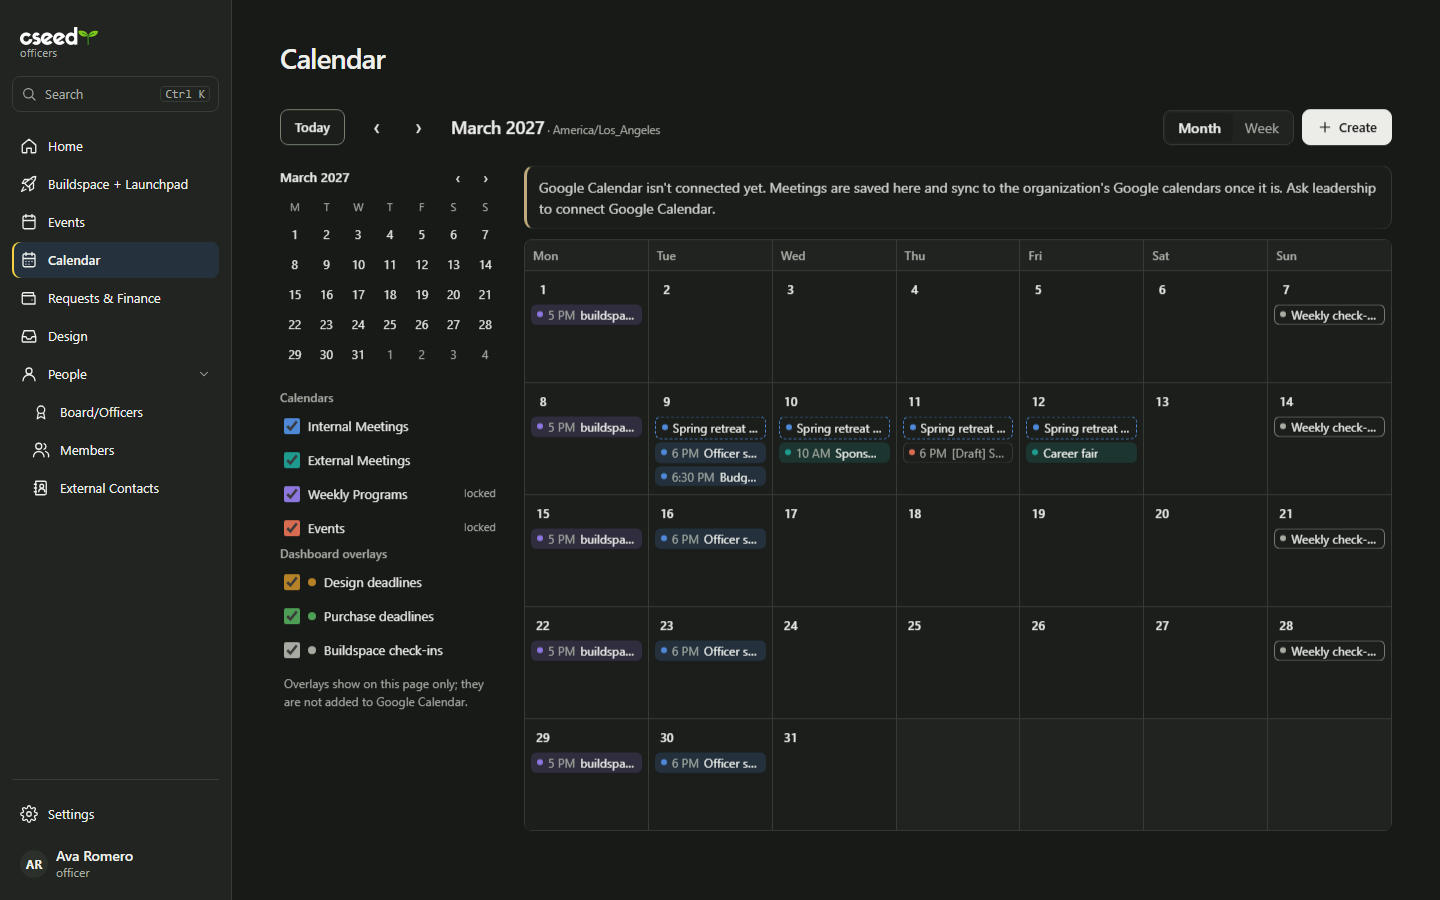 cseed
officers
Search
Ctrl K
Home
Buildspace + Launchpad
Events
Calendar
Requests & Finance
Design
People
Board/Officers
Members
External Contacts
Settings
AR
Ava Romero
officer
Calendar
Today
‹ ›
March 2027 · America/Los_Angeles
Month Week
+ Create
March 2027 ‹ ›
M T W T F S S
1 2 3 4 5 6 7
8 9 10 11 12 13 14
15 16 17 18 19 20 21
22 23 24 25 26 27 28
29 30 31 1 2 3 4
Calendars
Internal Meetings
External Meetings
Weekly Programs locked
Events locked
Dashboard overlays
Design deadlines
Purchase deadlines
Buildspace check-ins
Overlays show on this page only; they
are not added to Google Calendar.
Google Calendar isn't connected yet. Meetings are saved here and sync to the organization's Google calendars once it is. Ask leadership
to connect Google Calendar.
Mon Tue Wed Thu Fri Sat Sun
1 2 3 4 5 6 7
5 PM buildspa... Weekly check-...
8 9 10 11 12 13 14
5 PM buildspa... Spring retreat ... Spring retreat ... Spring retreat ... Spring retreat ... Weekly check-...
6 PM Officer s... 10 AM Spons... 6 PM [Draft] S... Career fair
6:30 PM Budg...
15 16 17 18 19 20 21
5 PM buildspa... 6 PM Officer s... Weekly check-...
22 23 24 25 26 27 28
5 PM buildspa... 6 PM Officer s... Weekly check-...
29 30 31
5 PM buildspa... 6 PM Officer s...